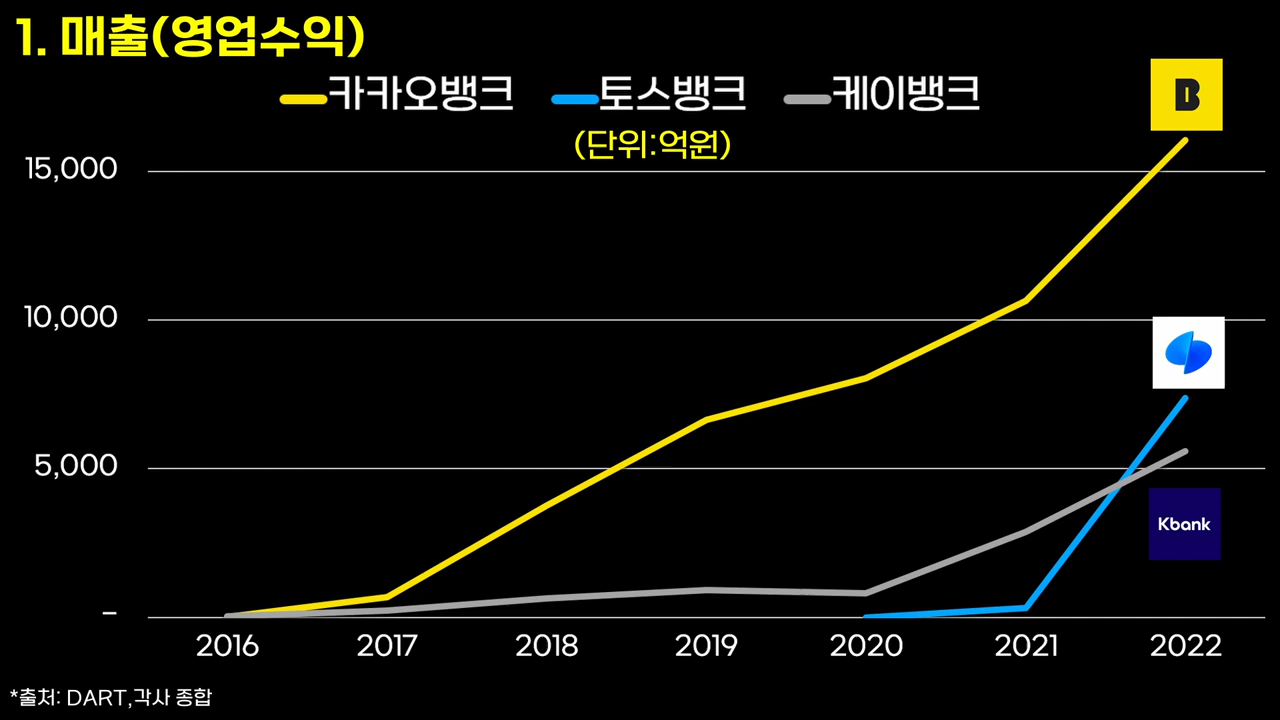 1. 매출(영업수익)
카카오뱅크 토스뱅크 케이뱅크
(단위:억원)
B
15,000
10,000
5,000
Kbank
–
2016 2017 2018 2019 2020 2021 2022
*출처: DART,각사 종합